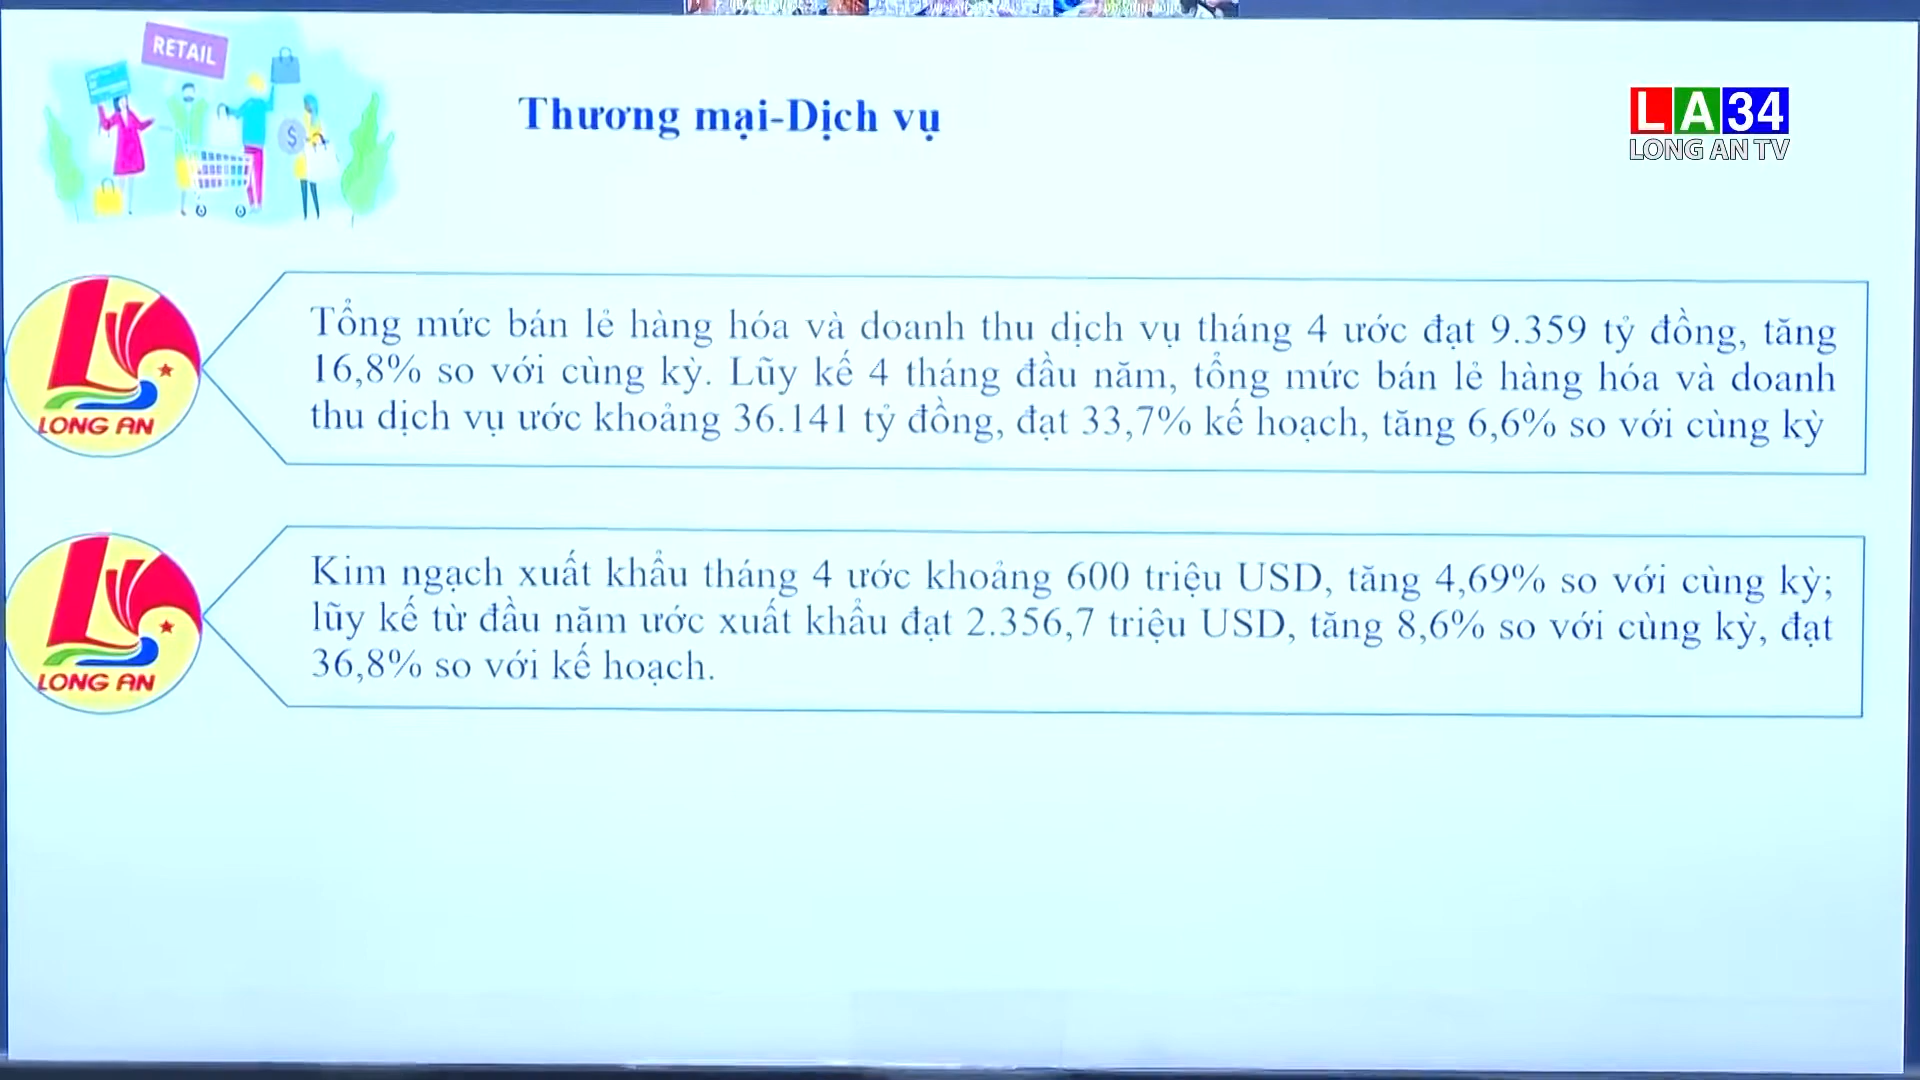 RETAIL
Thương mại-Dịch vụ
LA34
LONG AN TV
Tổng mức bán lẻ hàng hóa và doanh thu dịch vụ tháng 4 ước đạt 9.359 tỷ đồng, tăng
16,8% so với cùng kỳ. Lũy kế 4 tháng đầu năm, tổng mức bán lẻ hàng hóa và doanh
thu dịch vụ ước khoảng 36.141 tỷ đồng, đạt 33,7% kế hoạch, tăng 6,6% so với cùng kỳ
LONG AN
Kim ngạch xuất khẩu tháng 4 ước khoảng 600 triệu USD, tăng 4,69% so với cùng kỳ;
lũy kế từ đầu năm ước xuất khẩu đạt 2.356,7 triệu USD, tăng 8,6% so với cùng kỳ, đạt
36,8% so với kế hoạch.
LONG AN